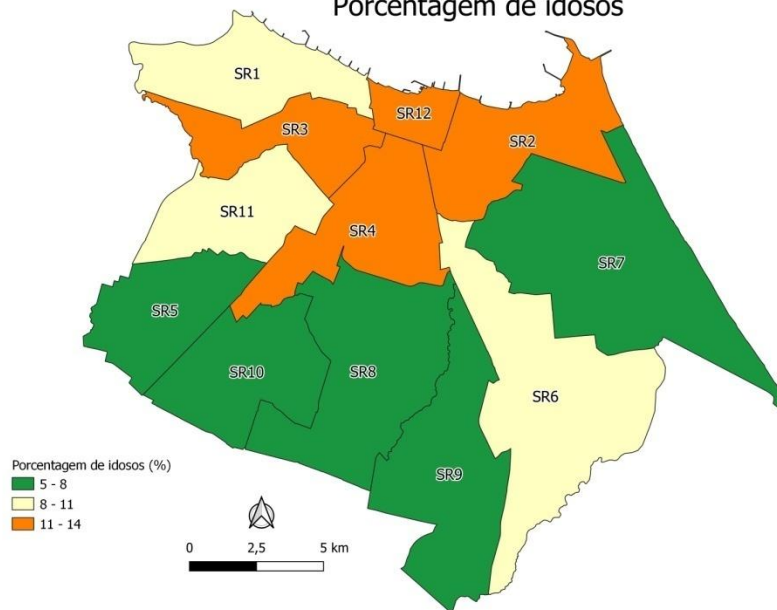 Porcentagem de idosos
SR1
SR12
SR3
SR2
SR11
SR4
SR7
SR5
SR10
SR8
SR6
SR9
Porcentagem de idosos (%)
5 - 8
8 - 11
11 - 14
0 2,5 5 km